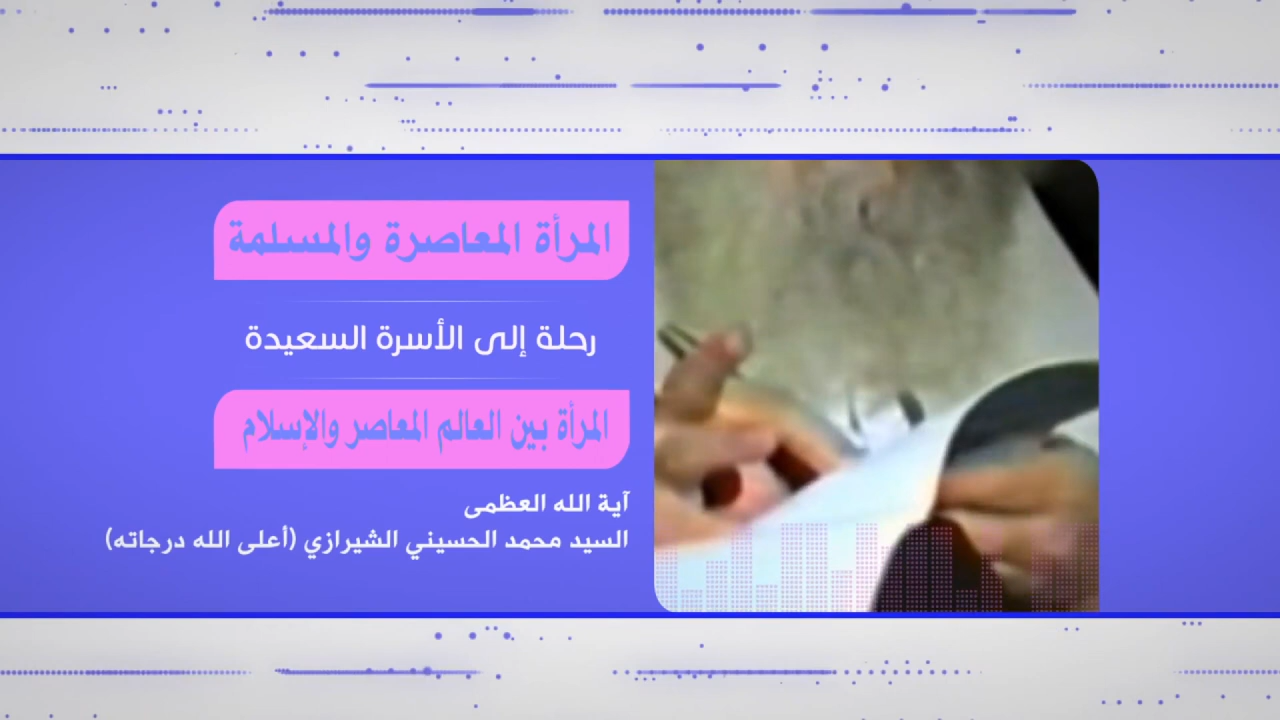 المرأة المعاصرة والمسلمة
رحلة إلى الأسرة السعيدة
المرأة بين العالم المعاصر والإسلام
آية الله العظمى
السيد محمد الحسيني الشيرازي (أعلى الله درجاته)